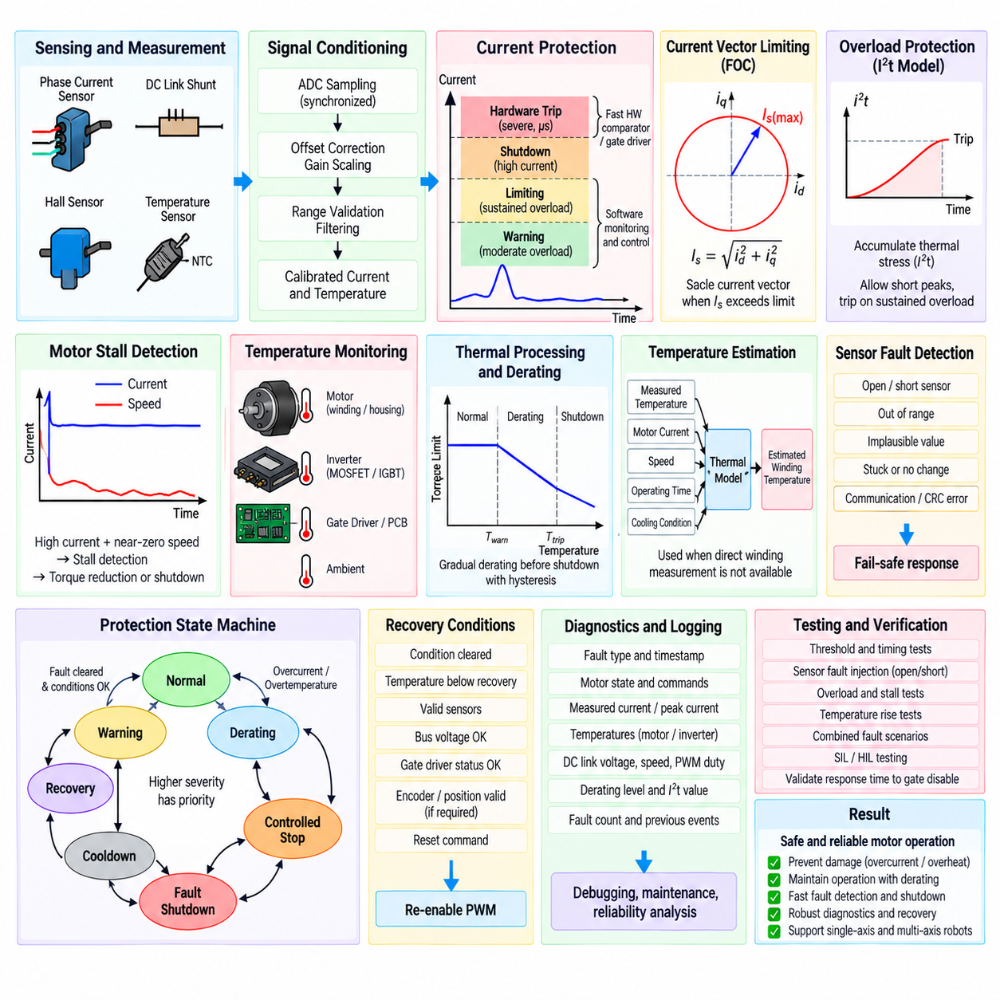 Sensing and Measurement
Phase Current
Sensor
DC Link Shunt
Hall Sensor
Temperature
Sensor
NTC
Signal Conditioning
ADC Sampling
(synchronized)
Offset Correction
Gain Scaling
Range Validation
Filtering
Calibrated Current
and Temperature
Current Protection
Current
Hardware Trip
(severe, µs)
Shutdown
(high current)
Limiting
(sustained overload)
Warning
(moderate overload)
Fast HW
comparator
/ gate driver
Software
monitoring
and control
Time
Current Vector Limiting
(FOC)
i_q
I_s(max)
i_d
I_s = √(i_d² + i_q²)
Sacle current vector
when I_s exceeds limit
Overload Protection
(I²t Model)
i²t
Trip
Time
Accumulate thermal
stress (I²t)
Allow short peaks,
trip on sustained overload
Motor Stall Detection
Current
Speed
Current
Time
High current + near-zero speed
→ Stall detection
→ Torque reduction or shutdown
Temperature Monitoring
Motor
(winding / housing)
Inverter
(MOSFET / IGBT)
Gate Driver / PCB
Ambient
Thermal Processing
and Derating
Normal
Derating
Shutdown
Torque Limit
T_warn
T_trip
Temperature
Gradual derating before shutdown
with hysteresis
Temperature Estimation
Measured
Temperature
Motor Current
Speed
Operating Time
Cooling Condition
Thermal
Model
Estimated
Winding
Temperature
Used when direct winding
measurement is not available
Sensor Fault Detection
Open / short sensor
Out of range
Implausible value
Stuck or no change
Communication / CRC error
Fail-safe response
Protection State Machine
Fault cleared
& conditions OK
Normal
Overcurrent /
Overtemperature
Warning
Derating
Recovery
Higher severity
has priority
Controlled
Stop
Cooldown
Fault
Shutdown
Recovery Conditions
Condition cleared
Temperature below recovery
Valid sensors
Bus voltage OK
Gate driver status OK
Encoder / position valid
(if required)
Reset command
Re-enable PWM
Diagnostics and Logging
Fault type and timestamp
Motor state and commands
Measured current / peak current
Temperatures (motor / inverter)
DC link voltage, speed, PWM duty
Derating level and I²t value
Fault count and previous events
Debugging, maintenance,
reliability analysis
Testing and Verification
Threshold and timing tests
Sensor fault injection (open/short)
Overload and stall tests
Temperature rise tests
Combined fault scenarios
SIL / HIL testing
Validate response time to gate disable
Result
Safe and reliable motor operation
Prevent damage (overcurrent / overheat)
Maintain operation with derating
Fast fault detection and shutdown
Robust diagnostics and recovery
Support single-axis and multi-axis robots